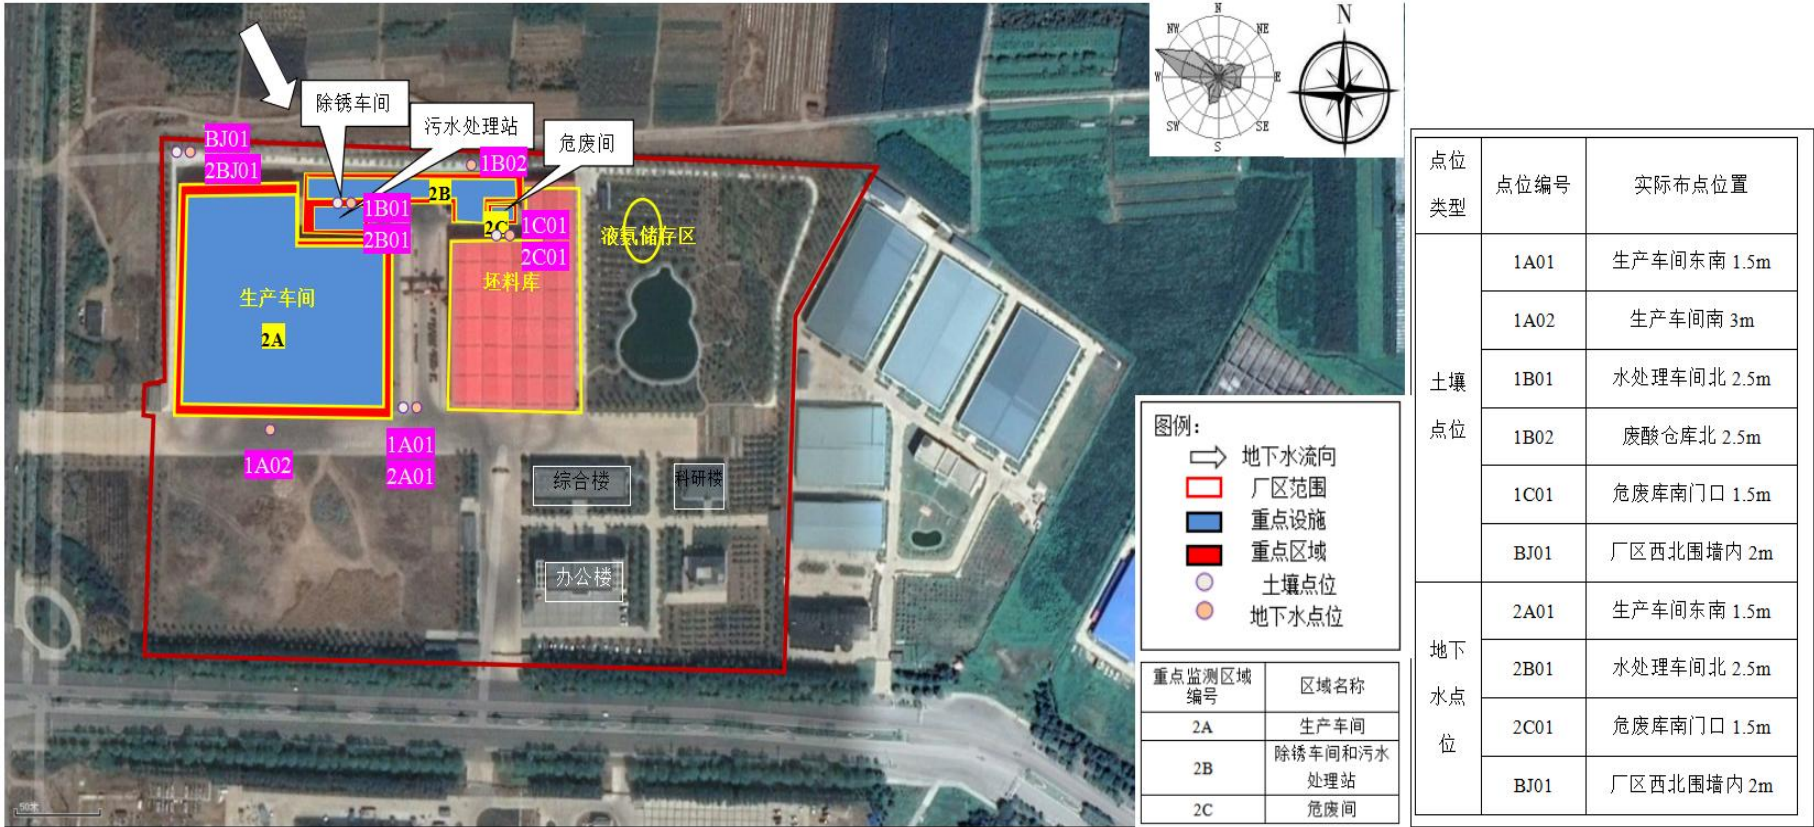 N
NW
NE
W
E
SW
SE
S
N
除锈车间
污水处理站
危废间
BJ01
2BJ01
1B02
2B
1B01
2B01
2C
1C01
2C01
液氨储存区
坯料库
生产车间
2A
1A01
2A01
1A02
综合楼
科研楼
办公楼
50米
图例：
地下水流向
厂区范围
重点设施
重点区域
土壤点位
地下水点位
重点监测区域编号 区域名称
2A 生产车间
2B 除锈车间和污水处理站
2C 危废间
点位类型 点位编号 实际布点位置
土壤点位
1A01 生产车间东南 1.5m
1A02 生产车间南 3m
1B01 水处理车间北 2.5m
1B02 废酸仓库北 2.5m
1C01 危废库南门口 1.5m
BJ01 厂区西北围墙内 2m
地下水点位
2A01 生产车间东南 1.5m
2B01 水处理车间北 2.5m
2C01 危废库南门口 1.5m
BJ01 厂区西北围墙内 2m